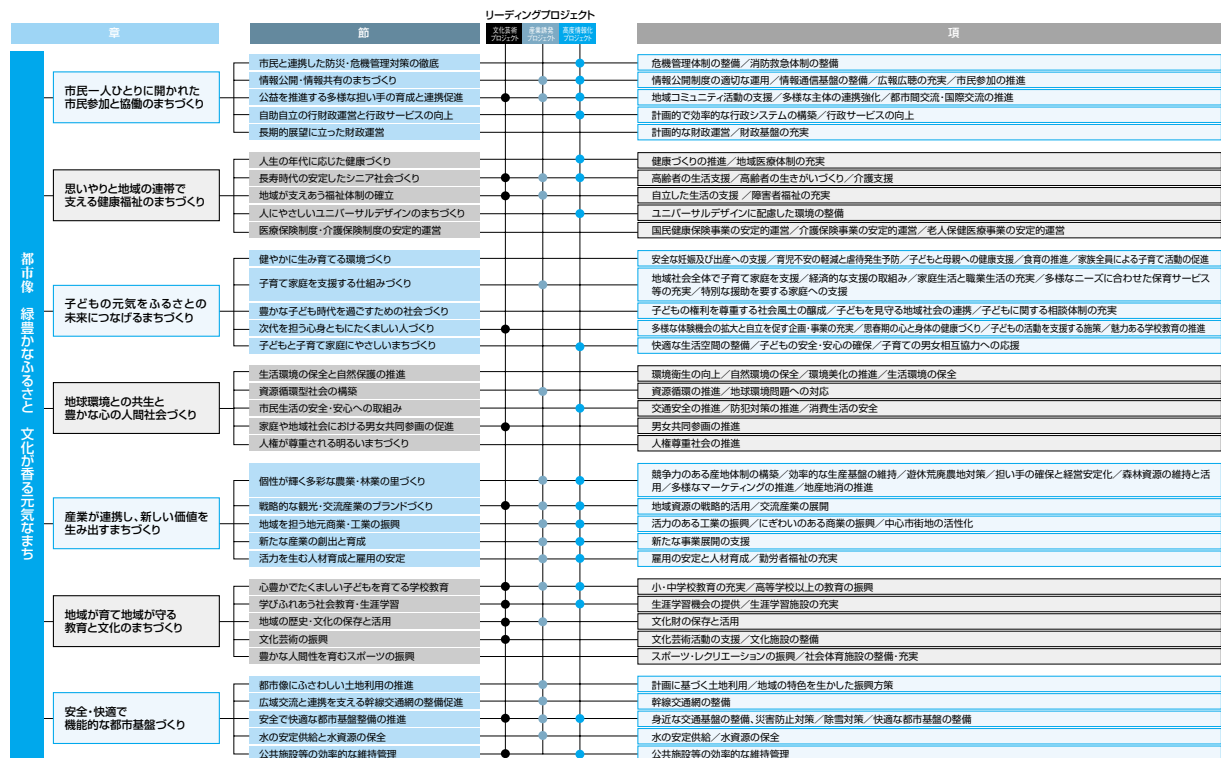 リーディングプロジェクト
章
節
文化芸術
プロジェクト
産業課発
プロジェクト
高度情報化
プロジェクト
項
都市像 緑豊かなふるさと 文化が香る元気なまち
市民一人ひとりに開かれた
市民参加と協働のまちづくり
市民と連携した防災・危機管理対策の徹底
危機管理体制の整備／消防救急体制の整備
情報公開・情報共有のまちづくり
情報公開制度の適切な運用／情報通信基盤の整備／広報広聴の充実／市民参加の推進
公益を推進する多様な担い手の育成と連携促進
地域コミュニティ活動の支援／多様な主体の連携強化／都市間交流・国際交流の推進
自助自立の行財政運営と行政サービスの向上
計画的で効率的な行政システムの構築／行政サービスの向上
長期的展望に立った財政運営
計画的な財政運営／財政基盤の充実
思いやりと地域の連帯で
支える健康福祉のまちづくり
人生の年代に応じた健康づくり
健康づくりの推進／地域医療体制の充実
長寿時代の安定したシニア社会づくり
高齢者の生活支援／高齢者の生きがいづくり／介護支援
地域が支えあう福祉体制の確立
自立した生活の支援／障害者福祉の充実
人にやさしいユニバーサルデザインのまちづくり
ユニバーサルデザインに配慮した環境の整備
医療保険制度・介護保険制度の安定的運営
国民健康保険事業の安定的運営／介護保険事業の安定的運営／老人保健医療事業の安定的運営
子どもの元気をふるさとの
未来につなげるまちづくり
健やかに生み育てる環境づくり
安全な妊娠及び出産への支援／育児不安の軽減と虐待発生予防／子どもと母親への健康支援／食育の推進／家族全員による子育て活動の促進
子育て家庭を支援する仕組みづくり
地域社会全体で子育て家庭を支援／経済的な支援の取組み／家庭生活と職業生活の充実／多様なニーズに合わせた保育サービス
等の充実／特別な援助を要する家庭への支援
豊かな子ども時代を過ごすための社会づくり
子どもの権利を尊重する社会風土の醸成／子どもを見守る地域社会の連携／子どもに関する相談体制の充実
次代を担う心身ともにたくましい人づくり
多様な体験機会の拡大と自立を促す企画・事業の充実／思春期の心と身体の健康づくり／子どもの活動を支援する施策／魅力ある学校教育の推進
子どもと子育て家庭にやさしいまちづくり
快適な生活空間の整備／子どもの安全・安心の確保／子育ての男女相互協力への応援
地球環境との共生と
豊かな心の人間社会づくり
生活環境の保全と自然保護の推進
環境衛生の向上／自然環境の保全／環境美化の推進／生活環境の保全
資源循環型社会の構築
資源循環の推進／地球環境問題への対応
市民生活の安全・安心への取組み
交通安全の推進／防犯対策の推進／消費生活の安全
家庭や地域社会における男女共同参画の促進
男女共同参画の推進
人権が尊重される明るいまちづくり
人権尊重社会の推進
産業が連携し、新しい価値を
生み出すまちづくり
個性が輝く多彩な農業・林業の里づくり
競争力のある産地体制の構築／効率的な生産基盤の維持／遊休荒廃農地対策／担い手の確保と経営安定化／森林資源の維持と活
用／多様なマーケティングの推進／地産地消の推進
戦略的な観光・交流産業のブランドづくり
地域資源の戦略的活用／交流産業の展開
地域を担う地元商業・工業の振興
活力のある工業の振興／にぎわいのある商業の振興／中心市街地の活性化
新たな産業の創出と育成
新たな事業展開の支援
活力を生む人材育成と雇用の安定
雇用の安定と人材育成／勤労者福祉の充実
地域が育て地域が守る
教育と文化のまちづくり
心豊かでたくましい子どもを育てる学校教育
小・中学校教育の充実／高等学校以上の教育の振興
学びふれあう社会教育・生涯学習
生涯学習機会の提供／生涯学習施設の充実
地域の歴史・文化の保存と活用
文化財の保存と活用
文化芸術の振興
文化芸術活動の支援／文化施設の整備
豊かな人間性を育むスポーツの振興
スポーツ・レクリエーションの振興／社会体育施設の整備・充実
安全・快適で
機能的な都市基盤づくり
都市像にふさわしい土地利用の推進
計画に基づく土地利用／地域の特色を生かした振興方策
広域交流と連携を支える幹線交通網の整備促進
幹線交通網の整備
安全で快適な都市基盤整備の推進
身近な交通基盤の整備、災害防止対策／除雪対策／快適な都市基盤の整備
水の安定供給と水資源の保全
水の安定供給／水資源の保全
公共施設等の効率的な維持管理
公共施設等の効率的な維持管理